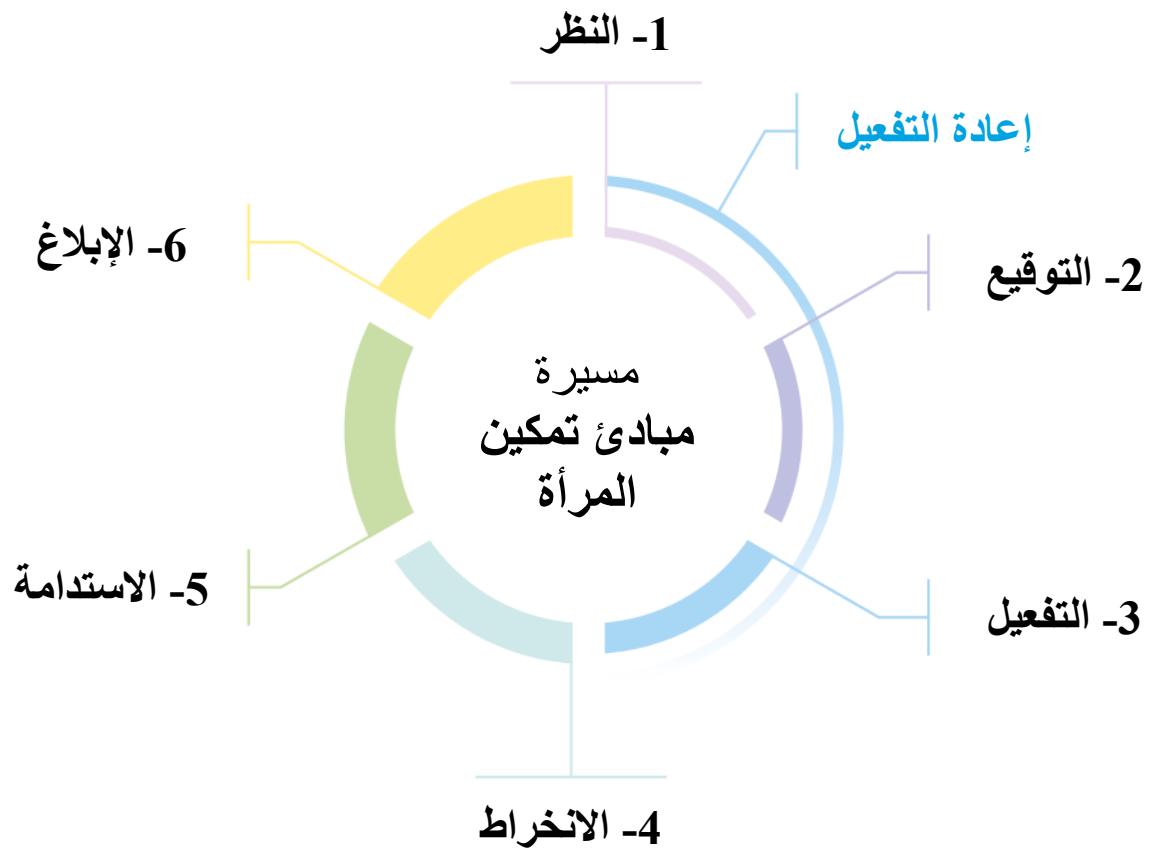 1- النظر
إعادة التفعيل
2- التوقيع
3- التفعيل
4- الانخراط
5- الاستدامة
6- الإبلاغ
مسيرة
مبادئ تمكين
المرأة